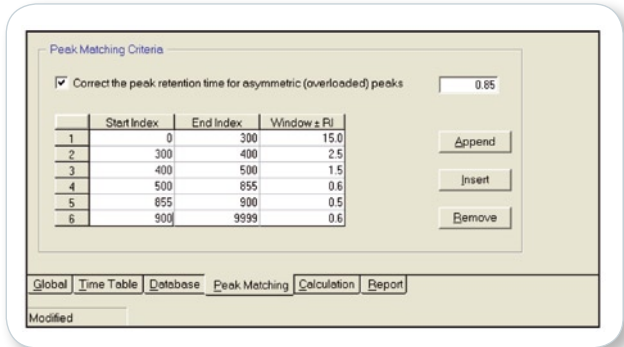 Peak Matching Criteria
Correct the peak retention time for asymmetric (overloaded) peaks 0.85
Start Index End Index Window ± RI
1 0 300 15.0
2 300 400 2.5
3 400 500 1.5
4 500 855 0.6
5 855 900 0.5
6 900 9999 0.6
Append
Insert
Remove
Global Time Table Database Peak Matching Calculation Report
Modified